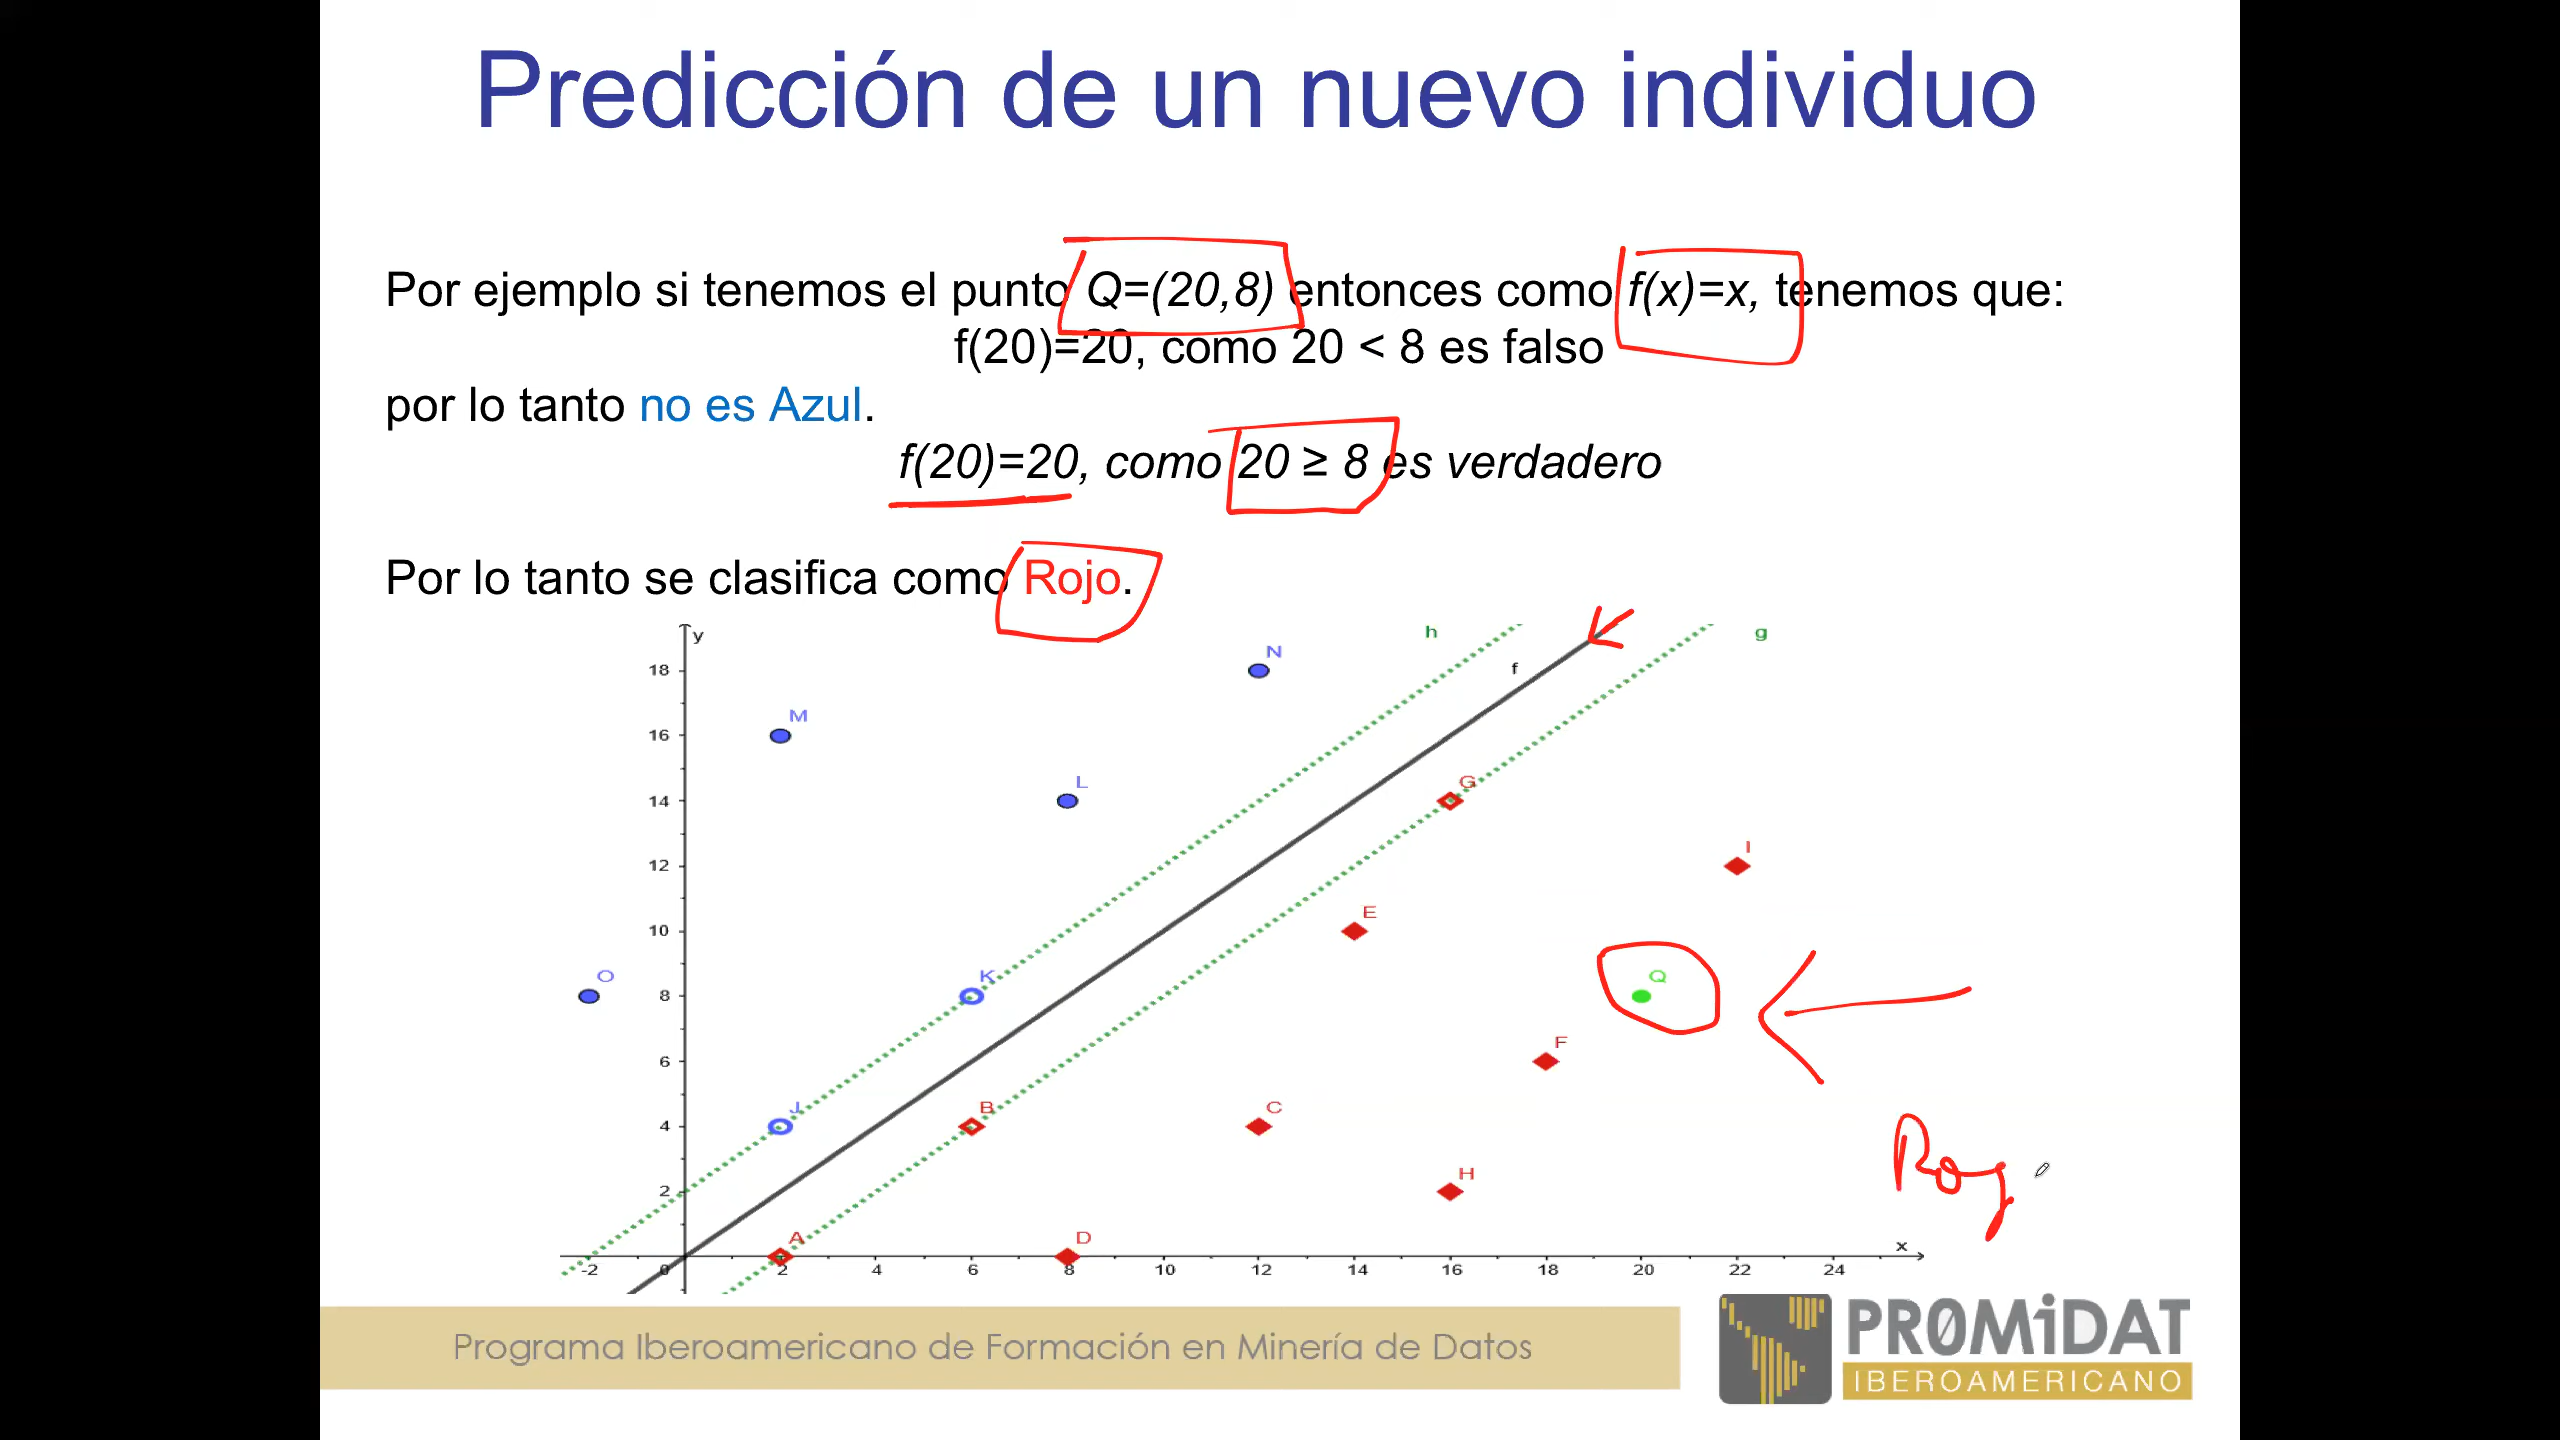 Predicción de un nuevo individuo
Por ejemplo si tenemos el punto Q=(20,8) entonces como f(x)=x, tenemos que:
f(20)=20, como 20 < 8 es falso
por lo tanto no es Azul.
f(20)=20, como 20 ≥ 8 es verdadero
Por lo tanto se clasifica como Rojo.
y
h
g
f
N
18
M
16
L
14
G
12
I
10
E
O
8
K
Q
6
F
4
J
B
C
2
H
A
D
x
-2
0
2
4
6
8
10
12
14
16
18
20
22
24
Roj
Programa Iberoamericano de Formación en Minería de Datos
PR0MiDAT
IBEROAMERICANO